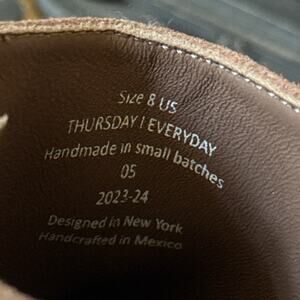 Size 8 US
THURSDAY | EVERYDAY
Handmade in small batches
05
2023-24
Designed in New York
Handcrafted in Mexico